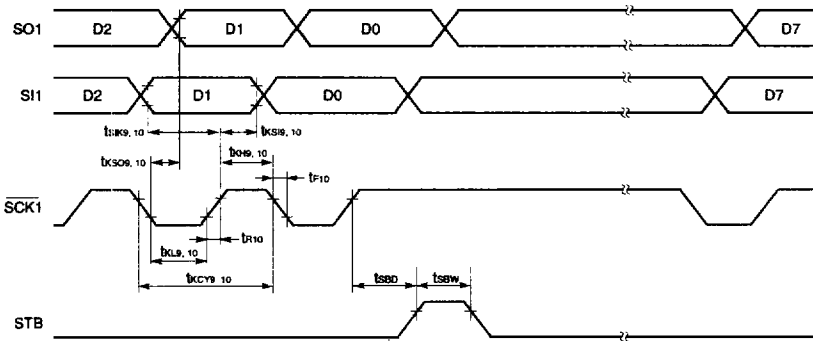 SO1 D2 D1 D0 D7
SI1 D2 D1 D0 D7
tSIK9, 10 tKSI9, 10
tKSO9, 10 tKH9, 10 tF10
SCK1
tKL9, 10 tR10
tKCY9, 10 tSBD tSBW
STB